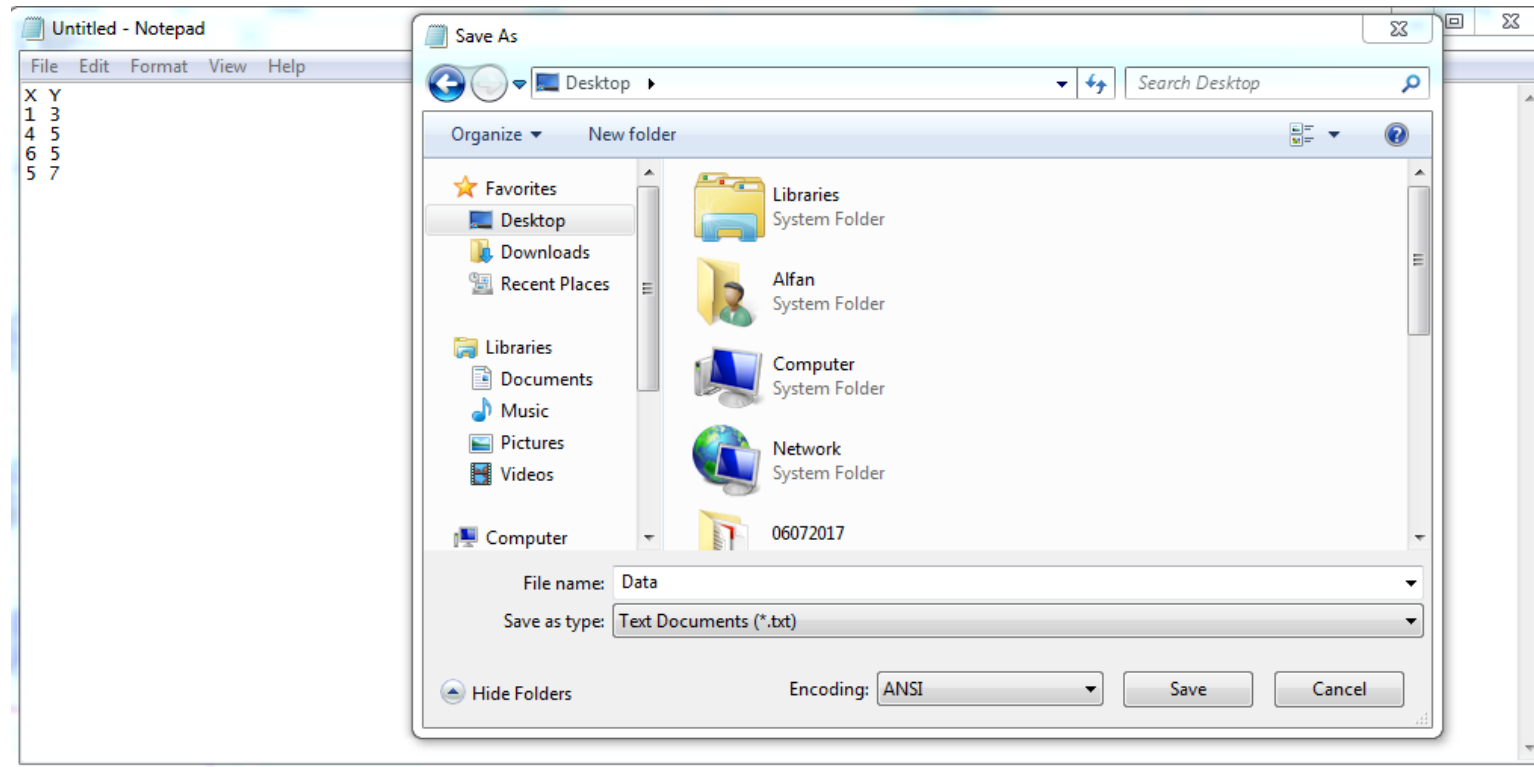 Untitled - Notepad
File Edit Format View Help
X Y
1 3
4 5
6 5
5 7
Save As
Desktop
Search Desktop
Organize New folder
Favorites
Desktop
Downloads
Recent Places
Libraries
Documents
Music
Pictures
Videos
Computer
Libraries
System Folder
Alfan
System Folder
Computer
System Folder
Network
System Folder
06072017
File name: Data
Save as type: Text Documents (*.txt)
Hide Folders
Encoding: ANSI
Save
Cancel